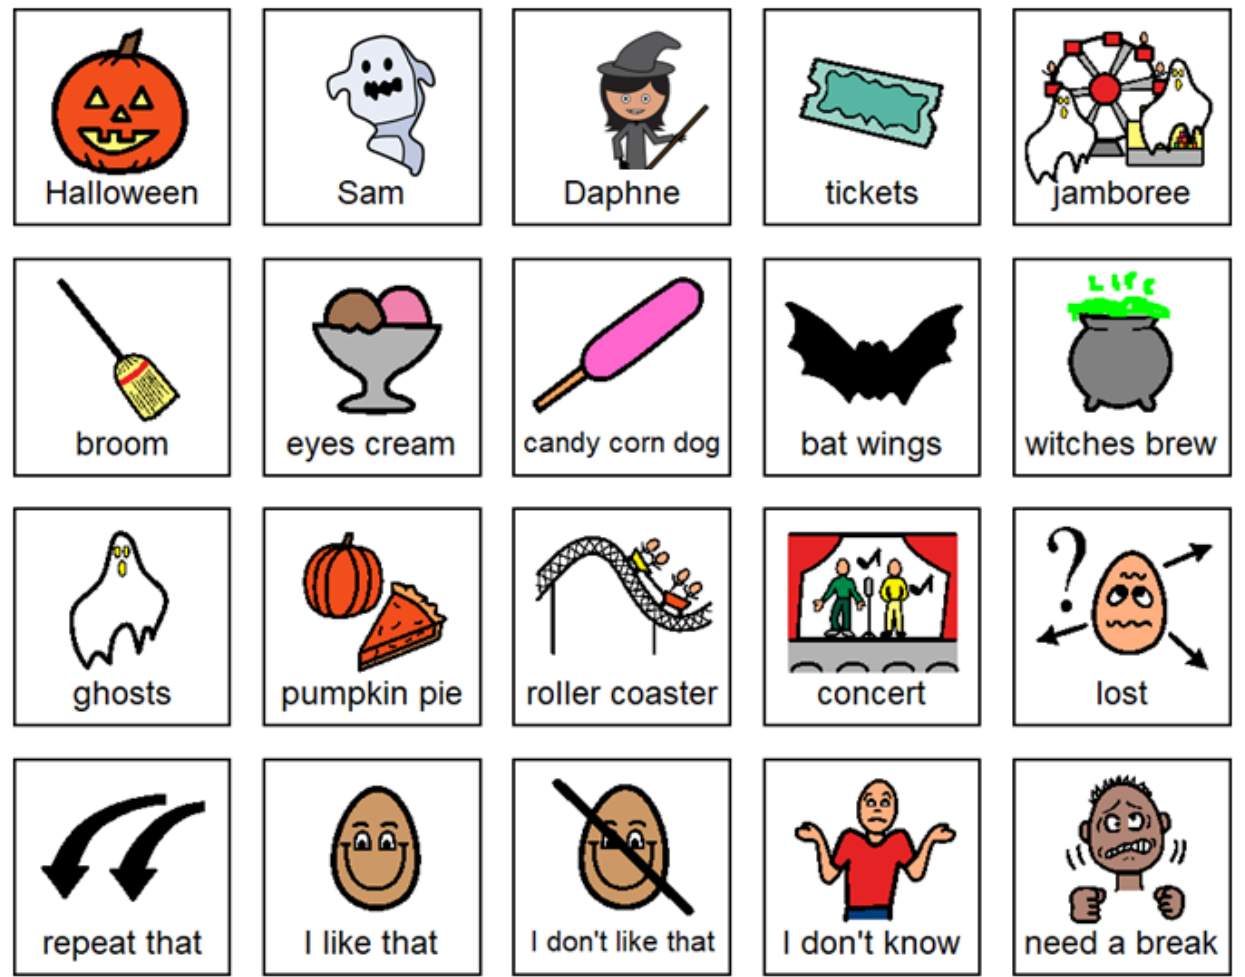 Halloween
Sam
Daphne
tickets
jamboree
broom
eyes cream
candy corn dog
bat wings
witches brew
ghosts
pumpkin pie
roller coaster
concert
?
lost
repeat that
I like that
I don't like that
I don't know
need a break